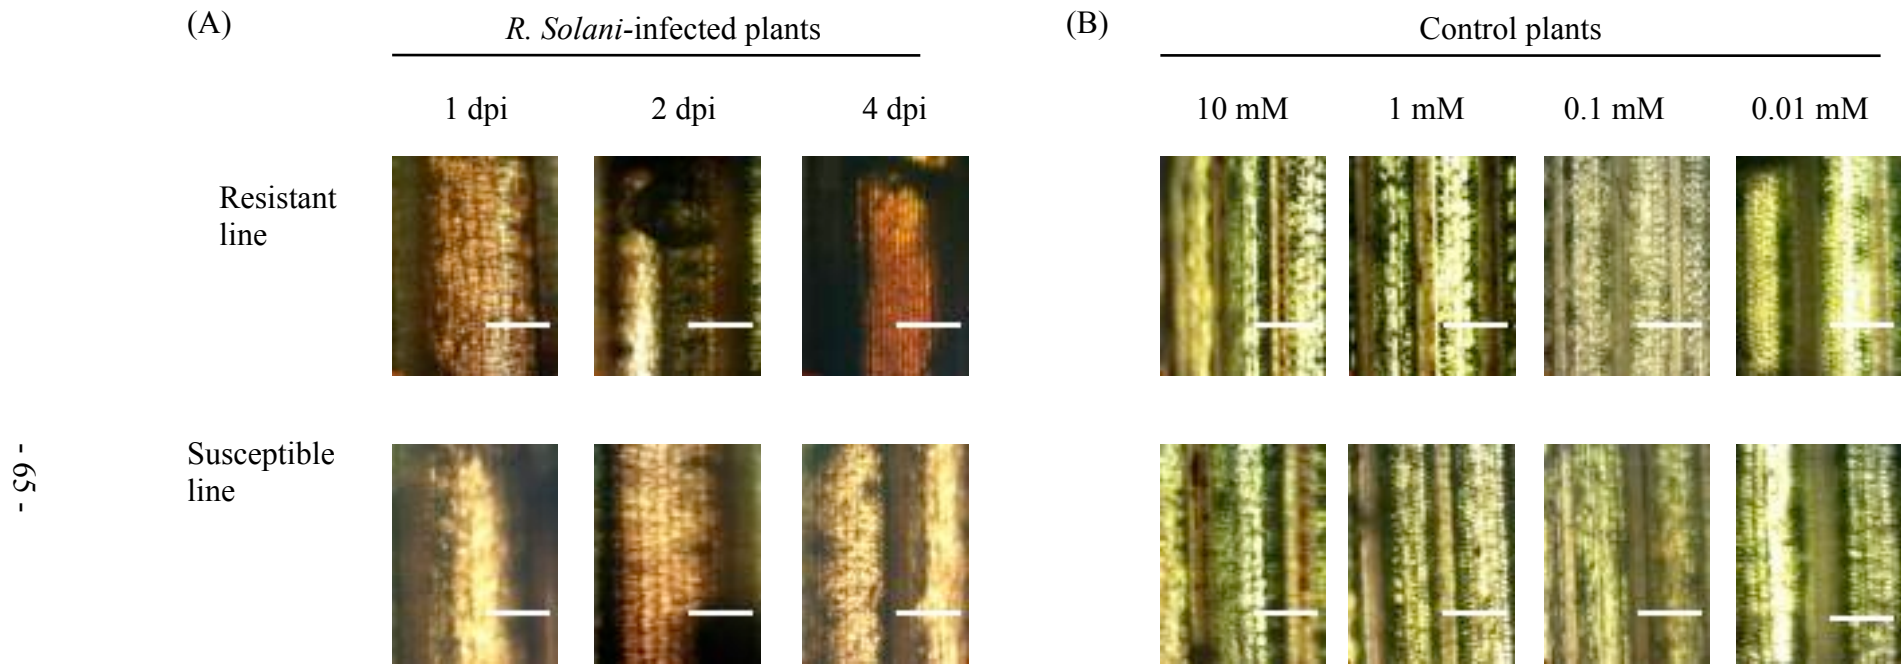 (A)
R. Solani-infected plants
(B)
Control plants
1 dpi
2 dpi
4 dpi
10 mM
1 mM
0.1 mM
0.01 mM
Resistant
line
Susceptible
line
- 65 -